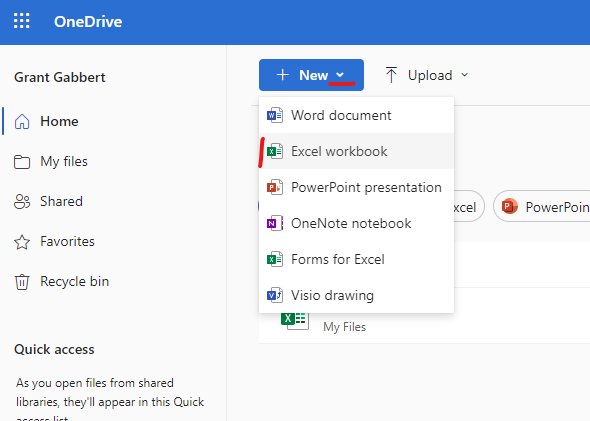 OneDrive
Grant Gabbert
Home
My files
Shared
Favorites
Recycle bin
Quick access
As you open files from shared
libraries, they'll appear in this Quick
access list
+ New
Upload
Word document
Excel workbook
PowerPoint presentation
OneNote notebook
Forms for Excel
Visio drawing
xcel
PowerPoin
My Files